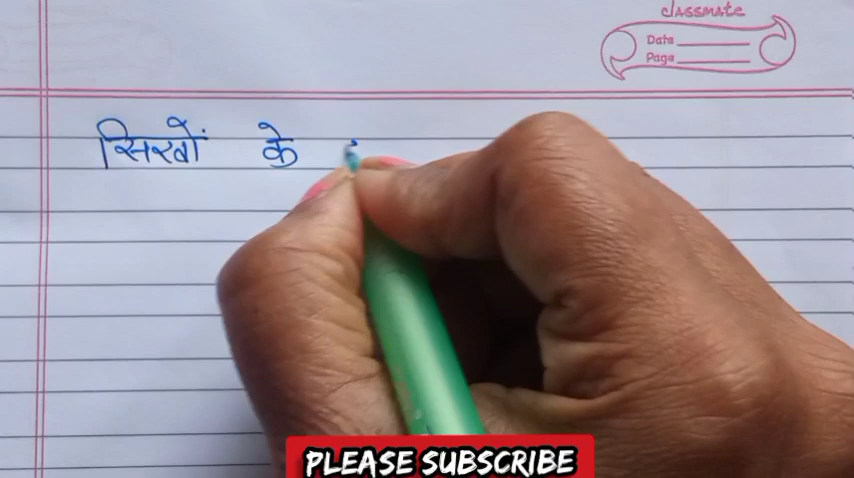 classmate
Date
Page
सिखों के
PLEASE SUBSCRIBE